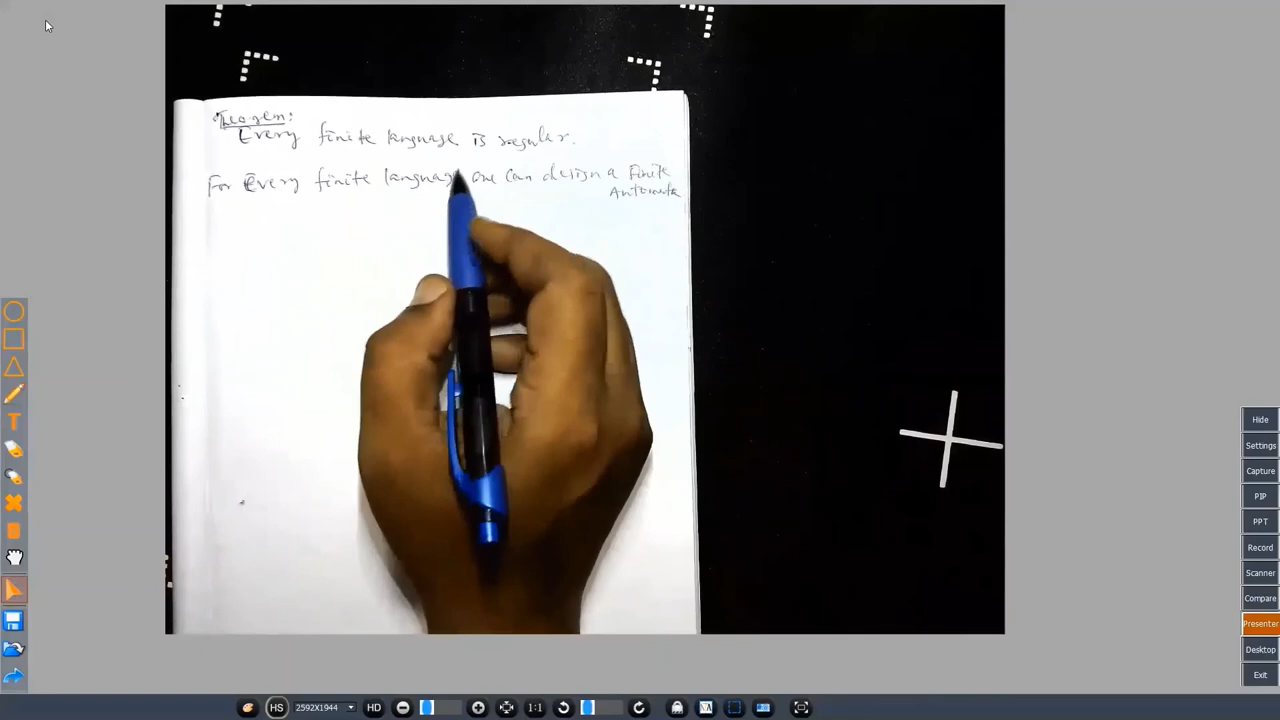 Teorem:
Every finite language is regular.
For Every finite language one can design a Finite
Automata
Hide
Settings
Capture
PIP
PPT
Record
Scanner
Compare
Presenter
Desktop
Exit
T
HS
2592X1944
HD
1:1